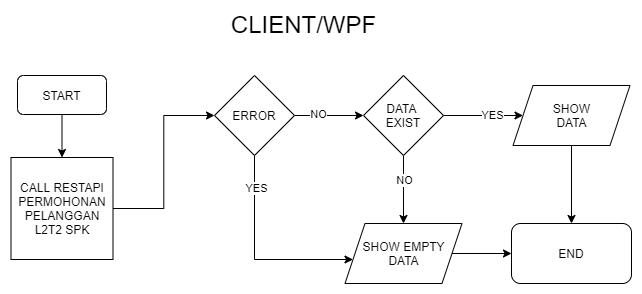 CLIENT/WPF
START
CALL RESTAPI
PERMOHONAN
PELANGGAN
L2T2 SPK
ERROR
NO
YES
DATA
EXIST
YES
NO
SHOW
DATA
SHOW EMPTY
DATA
END